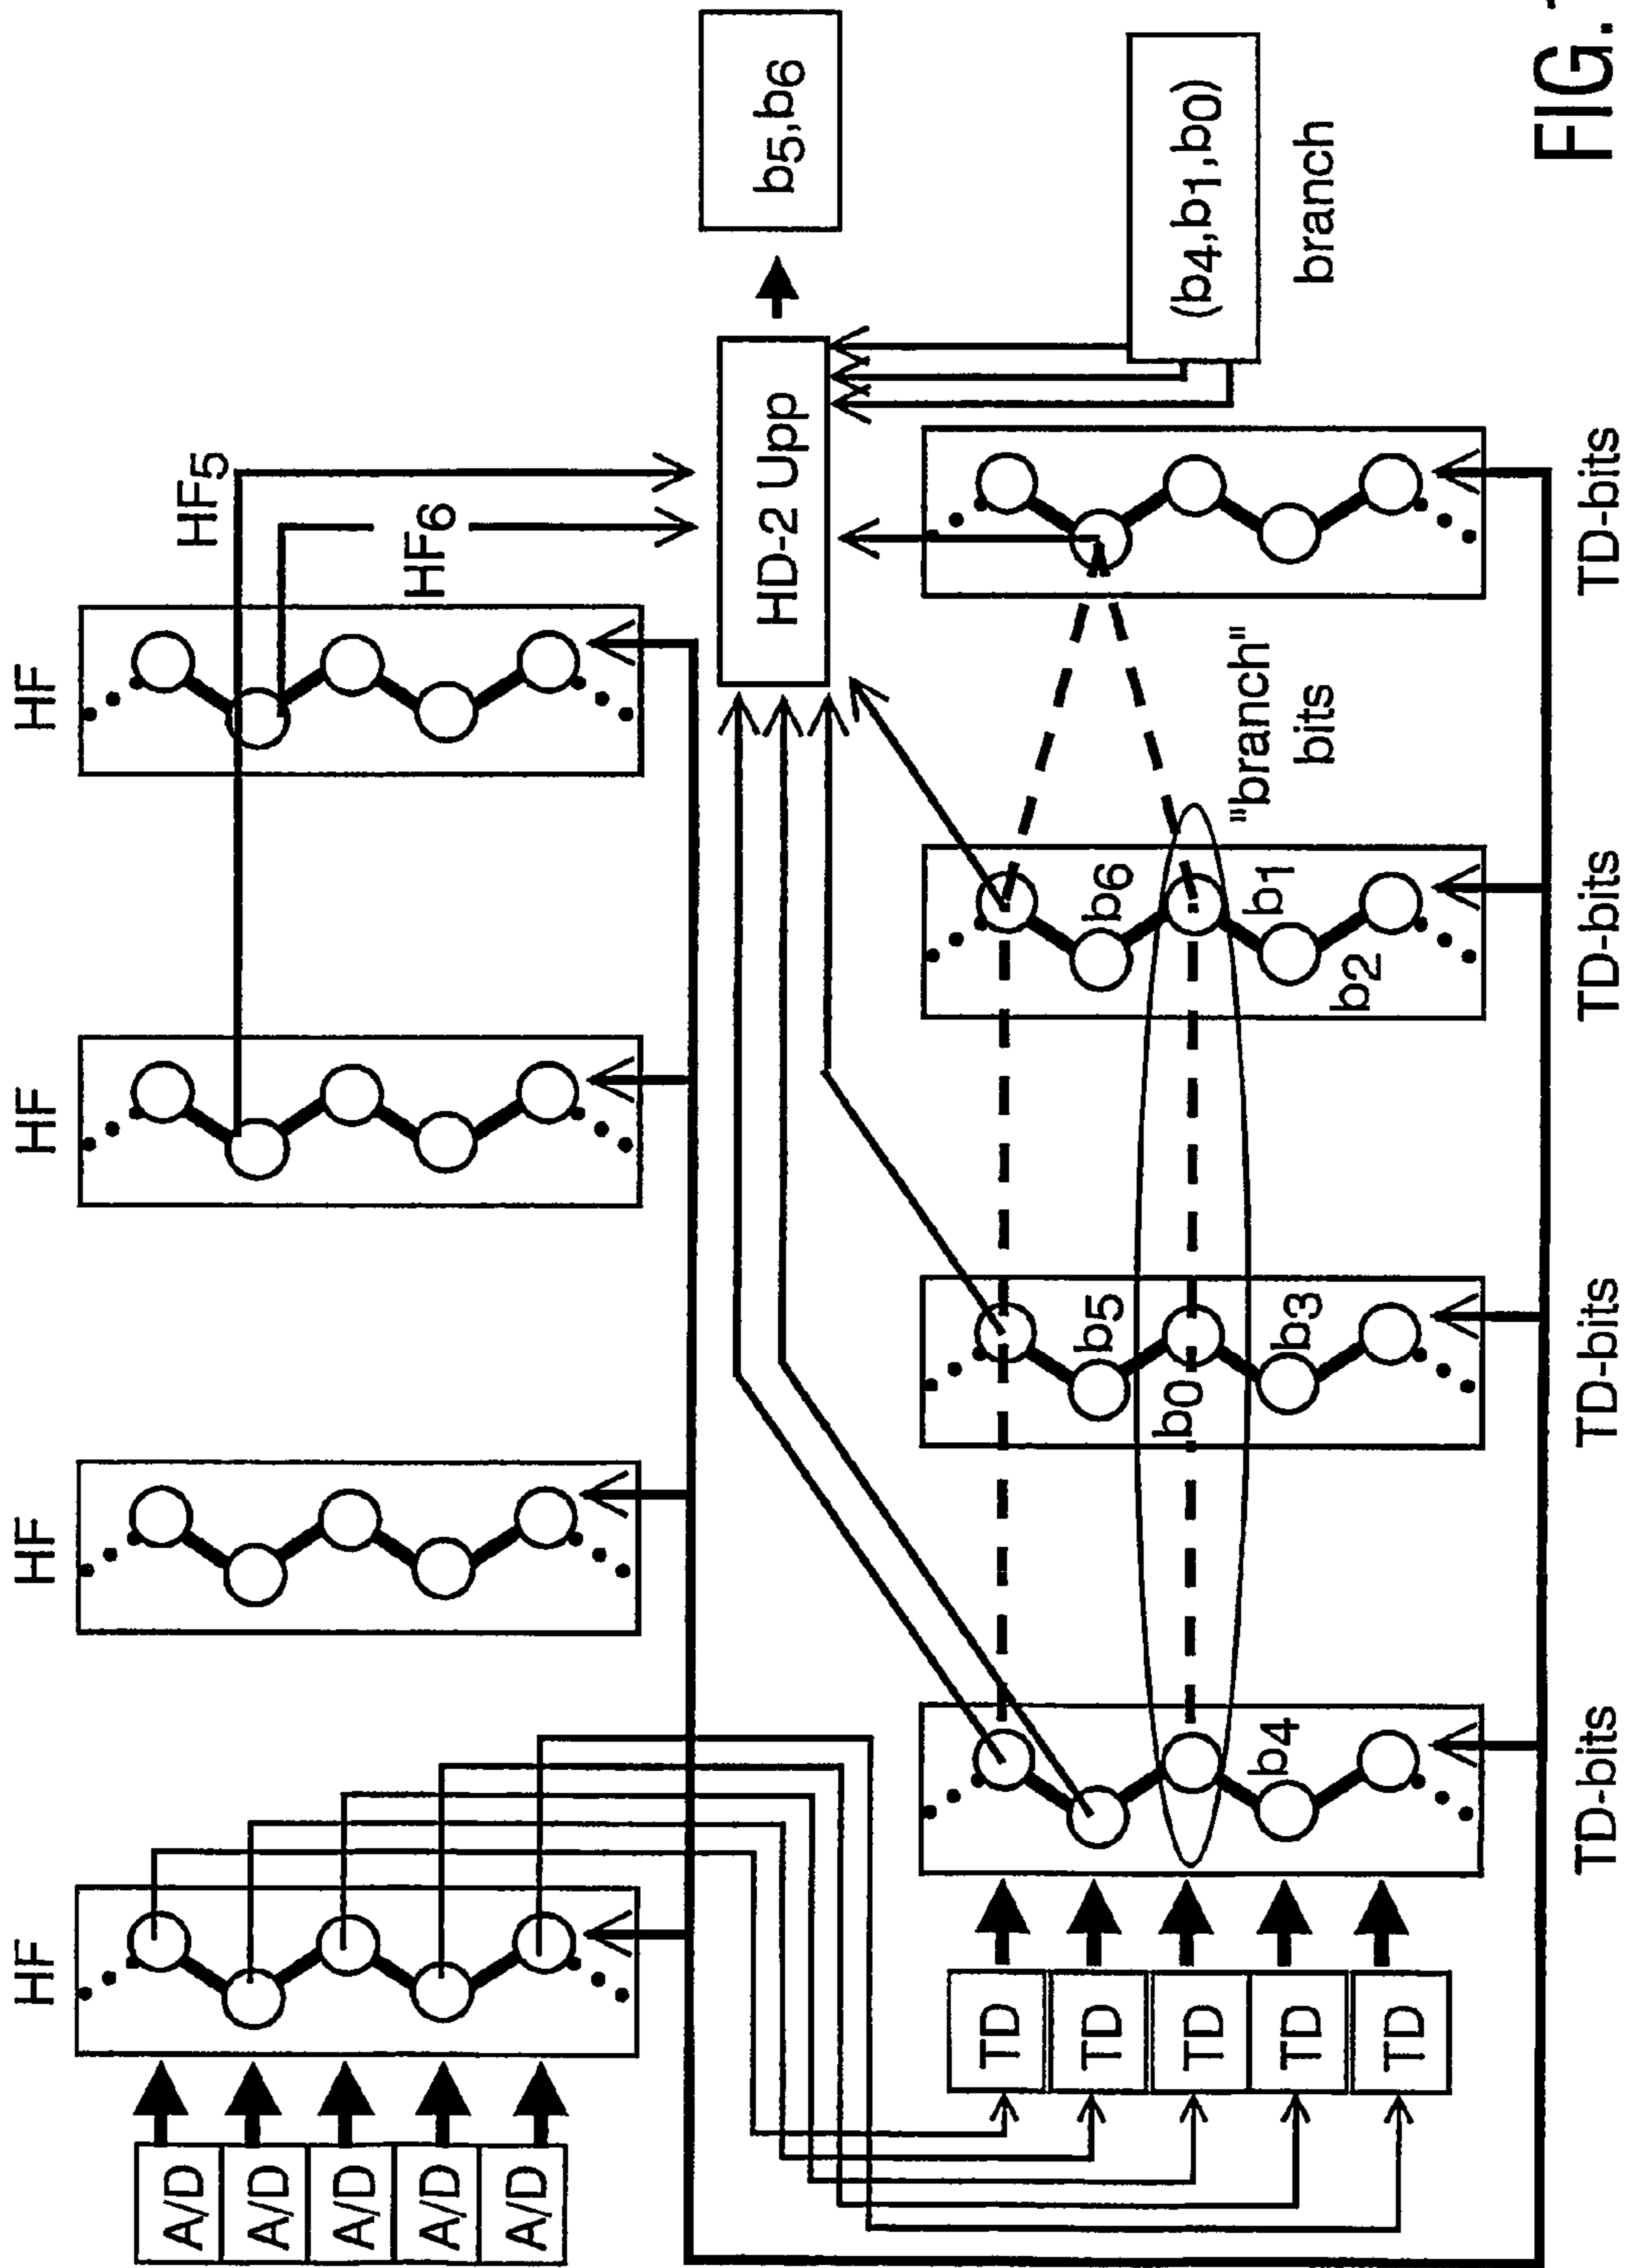 HF
HF
HF
HF
A/D
A/D
A/D
A/D
A/D
HF5
HF6
HD-2 Upp
b5,b6
TD
TD
TD
TD
TD
b5
b6
b0
b4
b3
b1
b2
"branch"
bits
(b4,b1,b0)
branch
TD-bits
TD-bits
TD-bits
TD-bits
FIG.